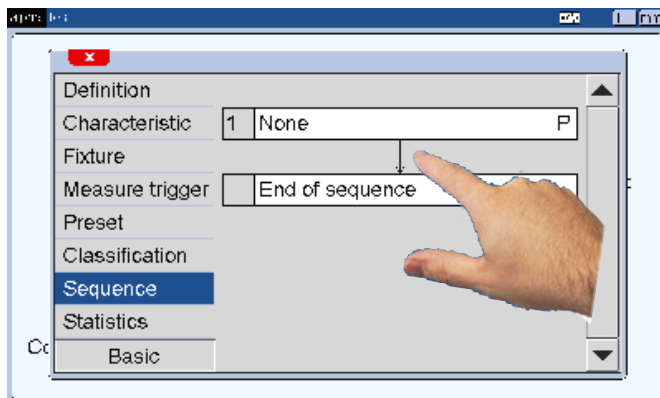 Definition
Characteristic 1 None P
Fixture
Measure trigger End of sequence
Preset
Classification
Sequence
Statistics
Basic